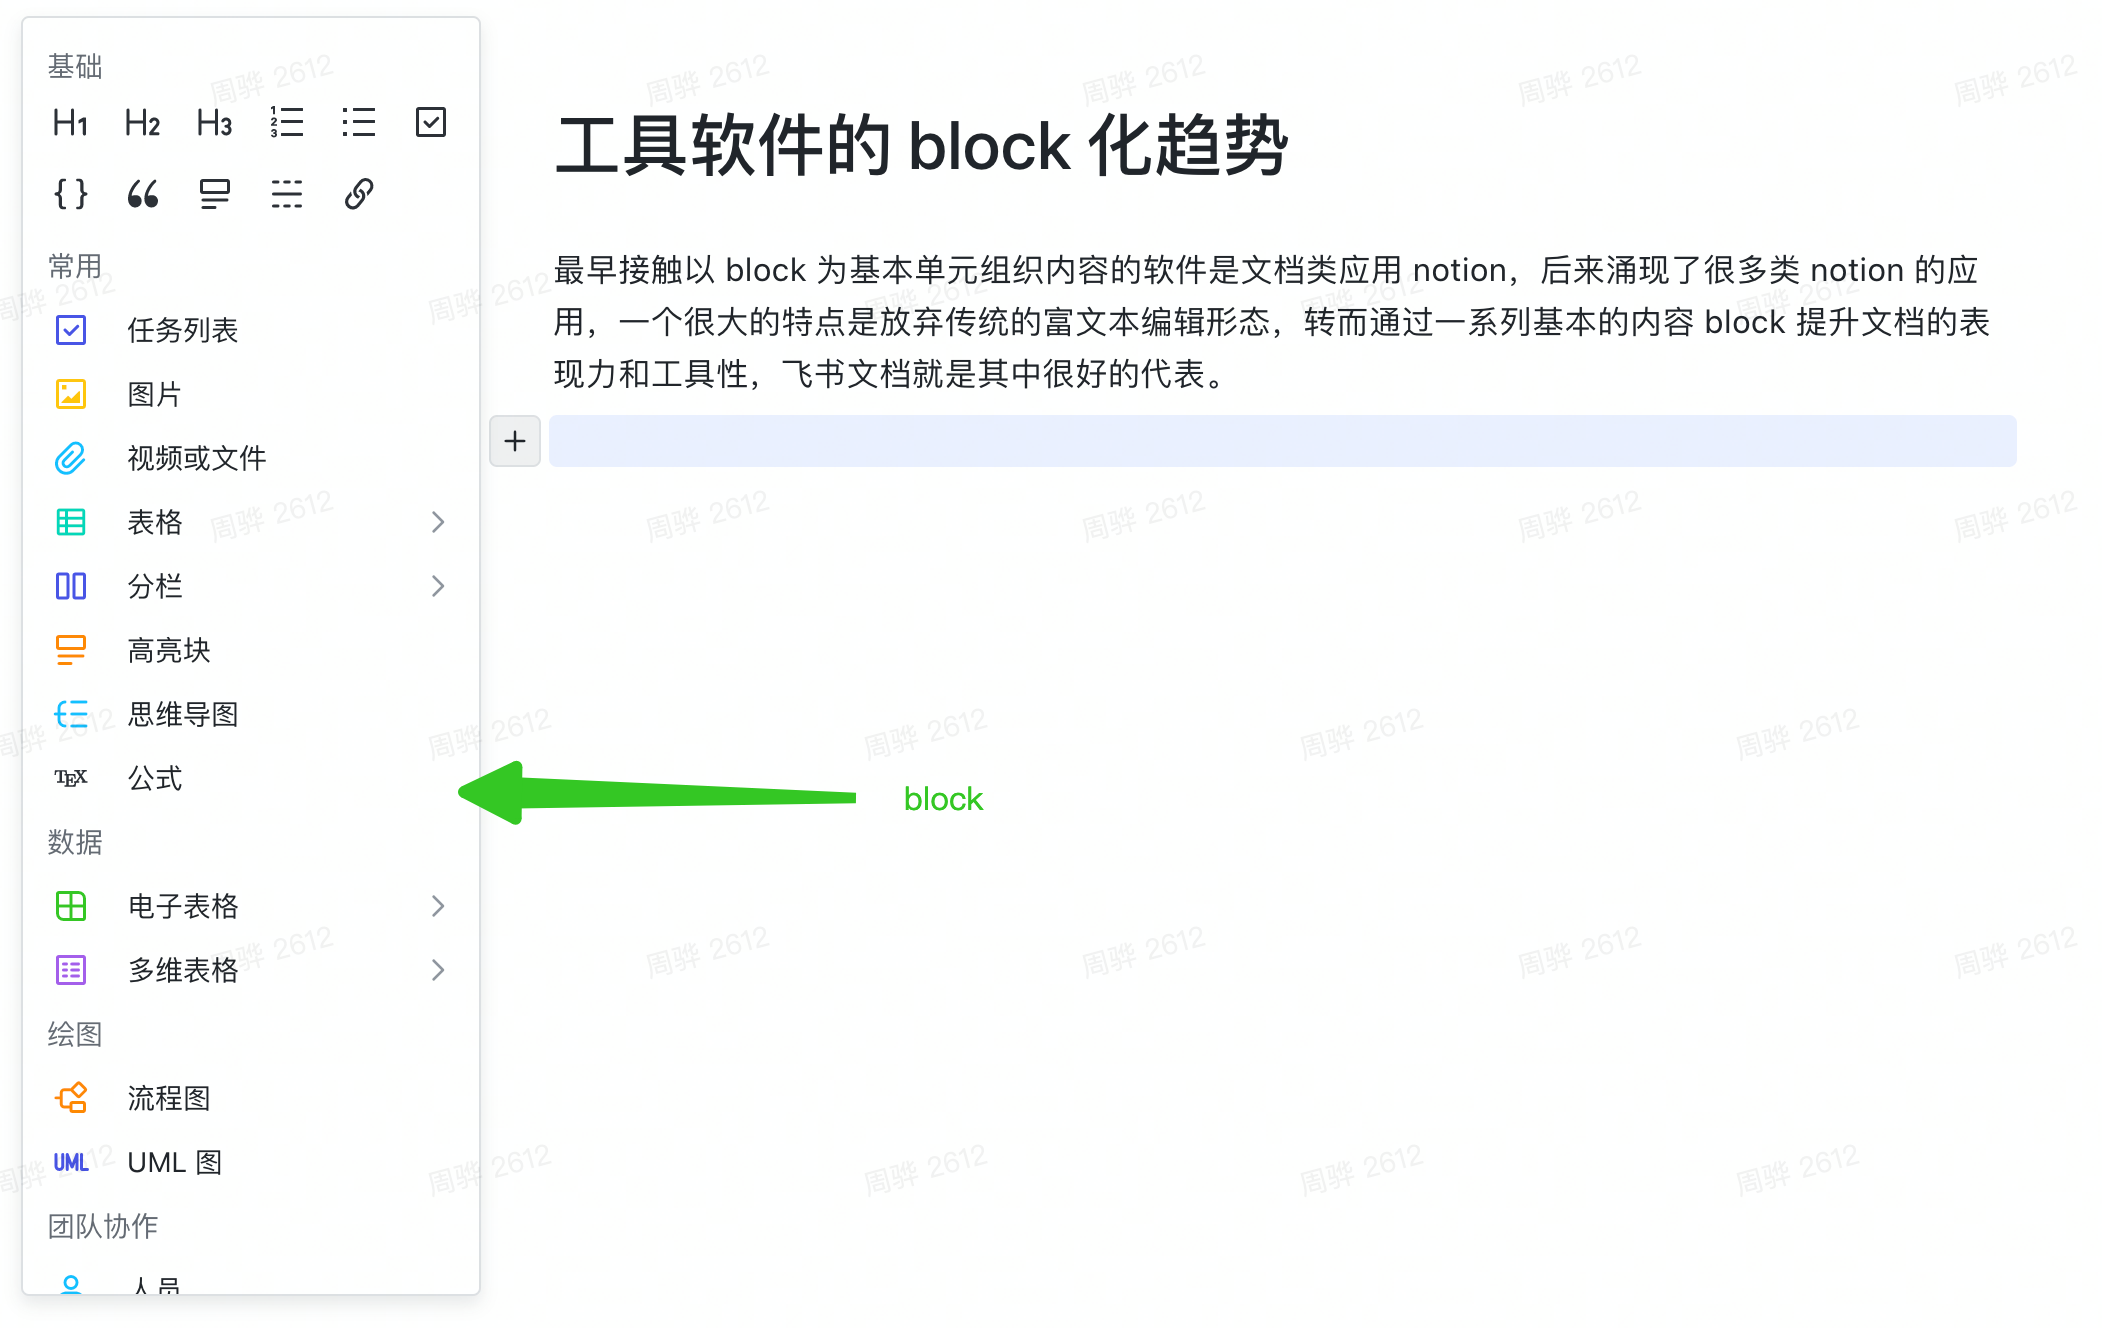 基础
H1 H2 H3
常用
任务列表
图片
视频或文件
表格
分栏
高亮块
思维导图
TEX 公式
数据
电子表格
多维表格
绘图
流程图
UML UML 图
团队协作
人员
工具软件的 block 化趋势
最早接触以 block 为基本单元组织内容的软件是文档类应用 notion，后来涌现了很多类 notion 的应
用，一个很大的特点是放弃传统的富文本编辑形态，转而通过一系列基本的内容 block 提升文档的表
现力和工具性，飞书文档就是其中很好的代表。
block
周骅 2612